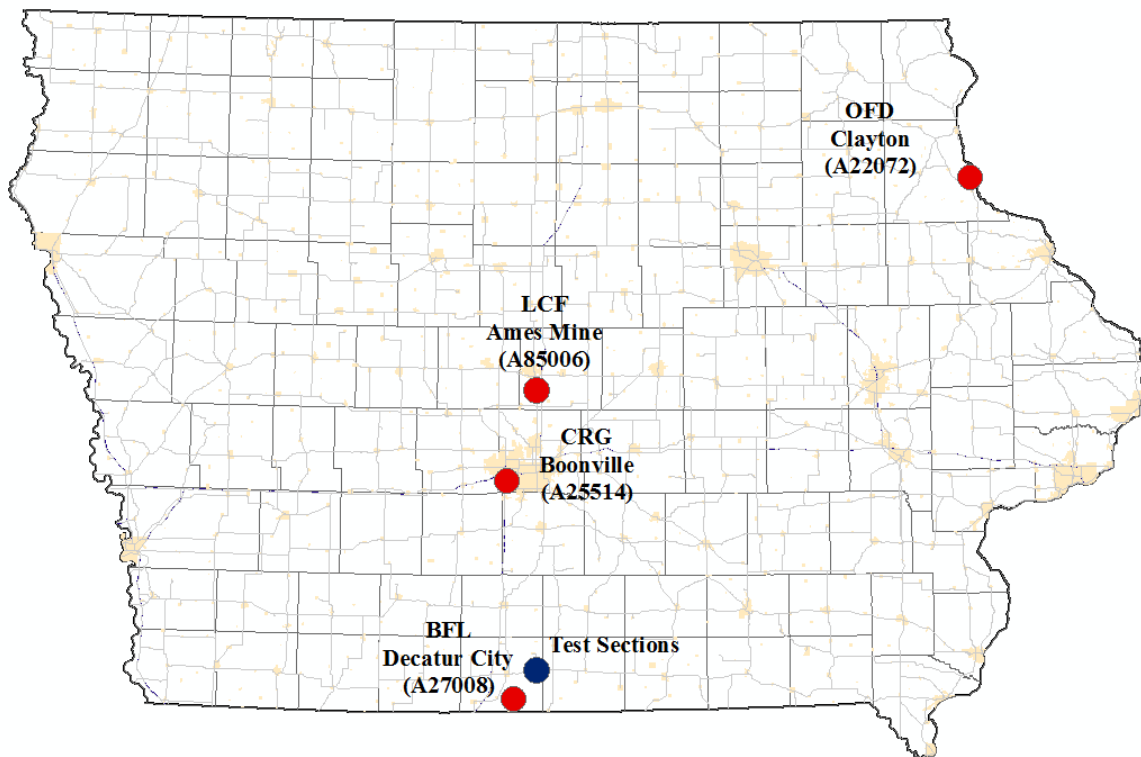 OFD
Clayton
(A22072)
LCF
Ames Mine
(A85006)
CRG
Boonville
(A25514)
BFL
Decatur City
(A27008)
Test Sections